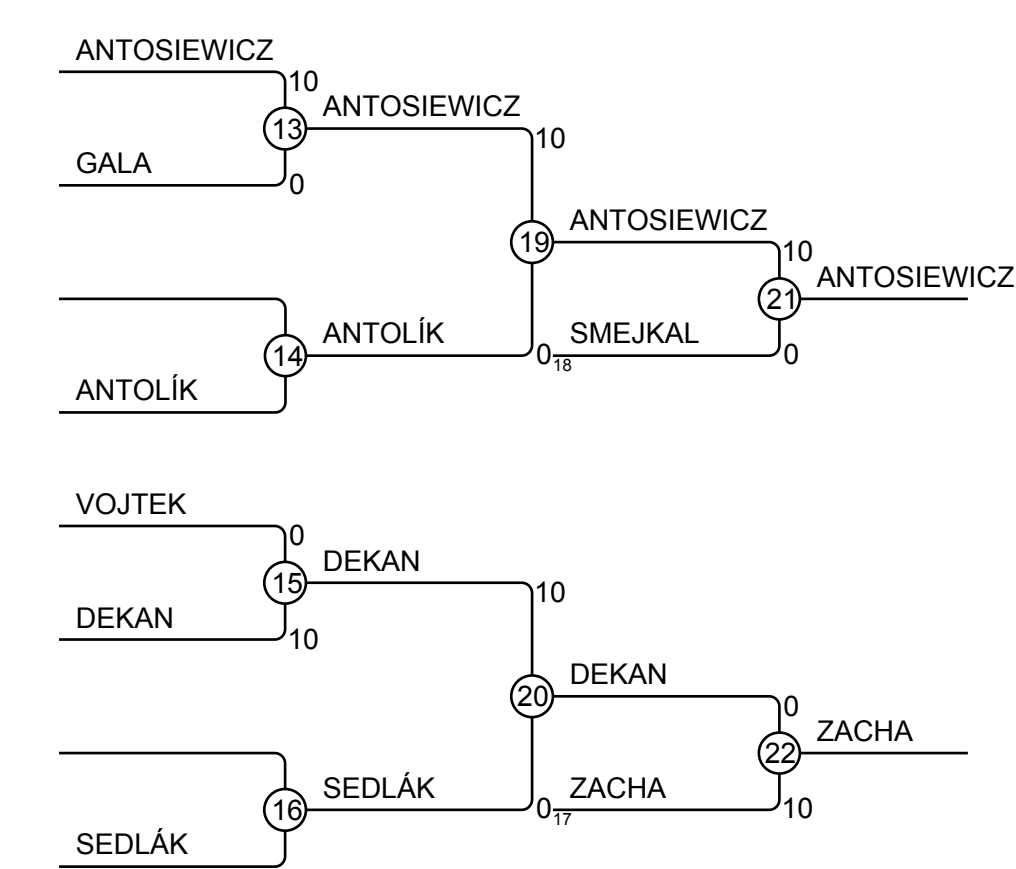 ANTOSIEWICZ
10
ANTOSIEWICZ
13
10
GALA
0
ANTOSIEWICZ
19
10
ANTOSIEWICZ
21
ANTOLÍK
SMEJKAL
14
0
18
0
ANTOLÍK
VOJTEK
0
DEKAN
15
10
DEKAN
10
DEKAN
20
0
ZACHA
22
SEDLÁK
ZACHA
16
0
17
10
SEDLÁK